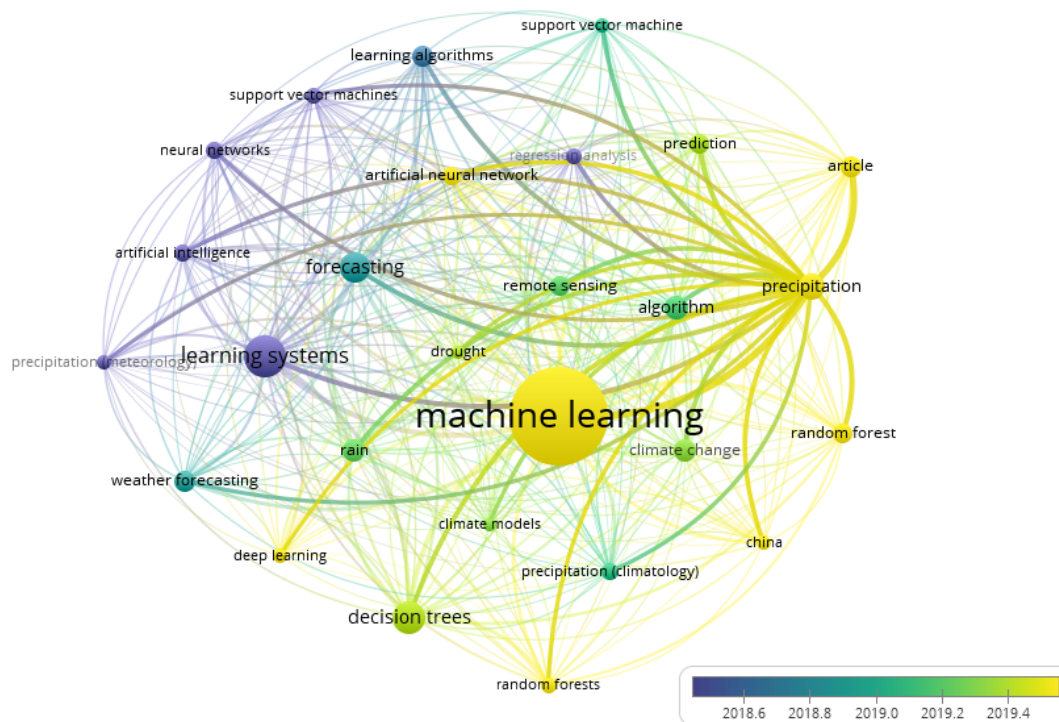 support vector machine
learning algorithms
support vector machines
prediction
neural networks
regression analysis
article
artificial neural network
artificial intelligence
forecasting
remote sensing
precipitation
algorithm
precipitation (meteorology)
learning systems
drought
machine learning
random forest
rain
climate change
weather forecasting
climate models
china
deep learning
precipitation (climatology)
decision trees
random forests
2018.6 2018.8 2019.0 2019.2 2019.4